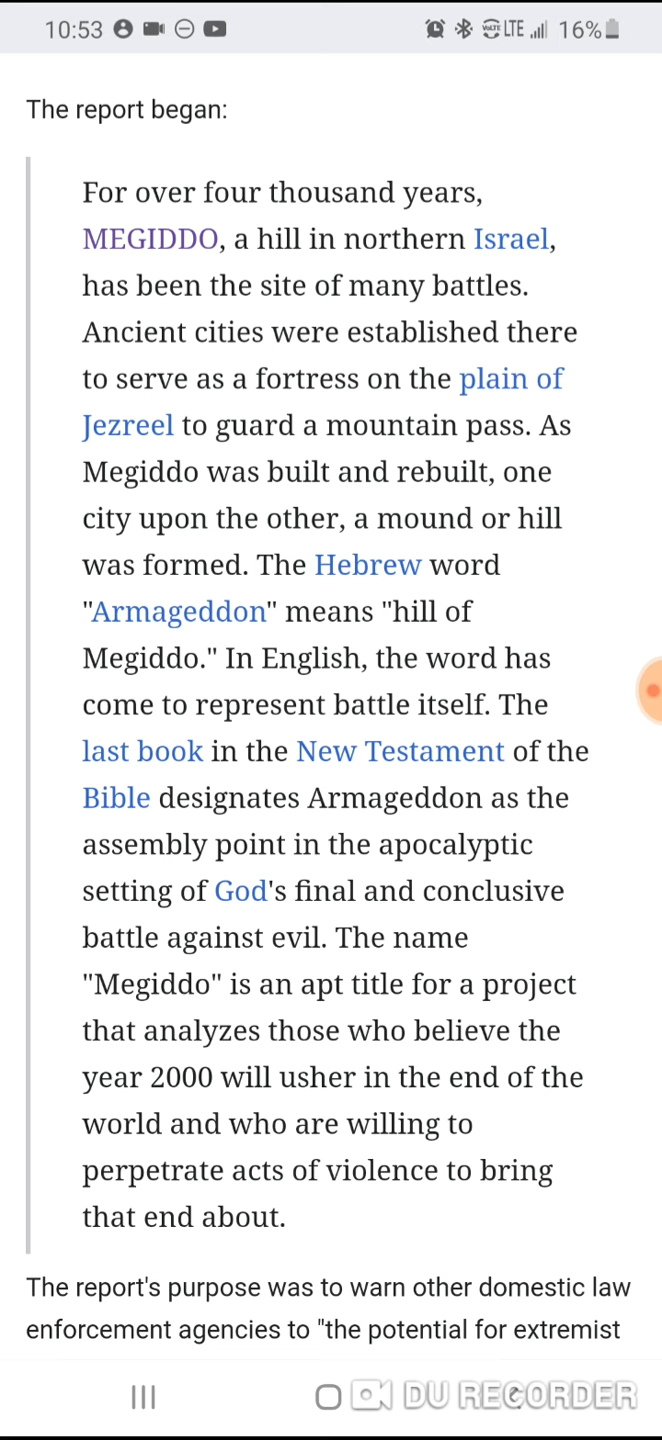 10:53 VoLTE LTE 16%
The report began:
For over four thousand years,
MEGIDDO, a hill in northern Israel,
has been the site of many battles.
Ancient cities were established there
to serve as a fortress on the plain of
Jezreel to guard a mountain pass. As
Megiddo was built and rebuilt, one
city upon the other, a mound or hill
was formed. The Hebrew word
"Armageddon" means "hill of
Megiddo." In English, the word has
come to represent battle itself. The
last book in the New Testament of the
Bible designates Armageddon as the
assembly point in the apocalyptic
setting of God's final and conclusive
battle against evil. The name
"Megiddo" is an apt title for a project
that analyzes those who believe the
year 2000 will usher in the end of the
world and who are willing to
perpetrate acts of violence to bring
that end about.
The report's purpose was to warn other domestic law
enforcement agencies to "the potential for extremist
DU RECORDER